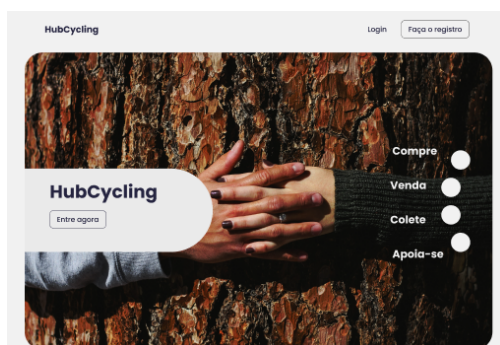 HubCycling
Login
Faça o registro
HubCycling
Entre agora
Compre
Venda
Colete
Apoia-se